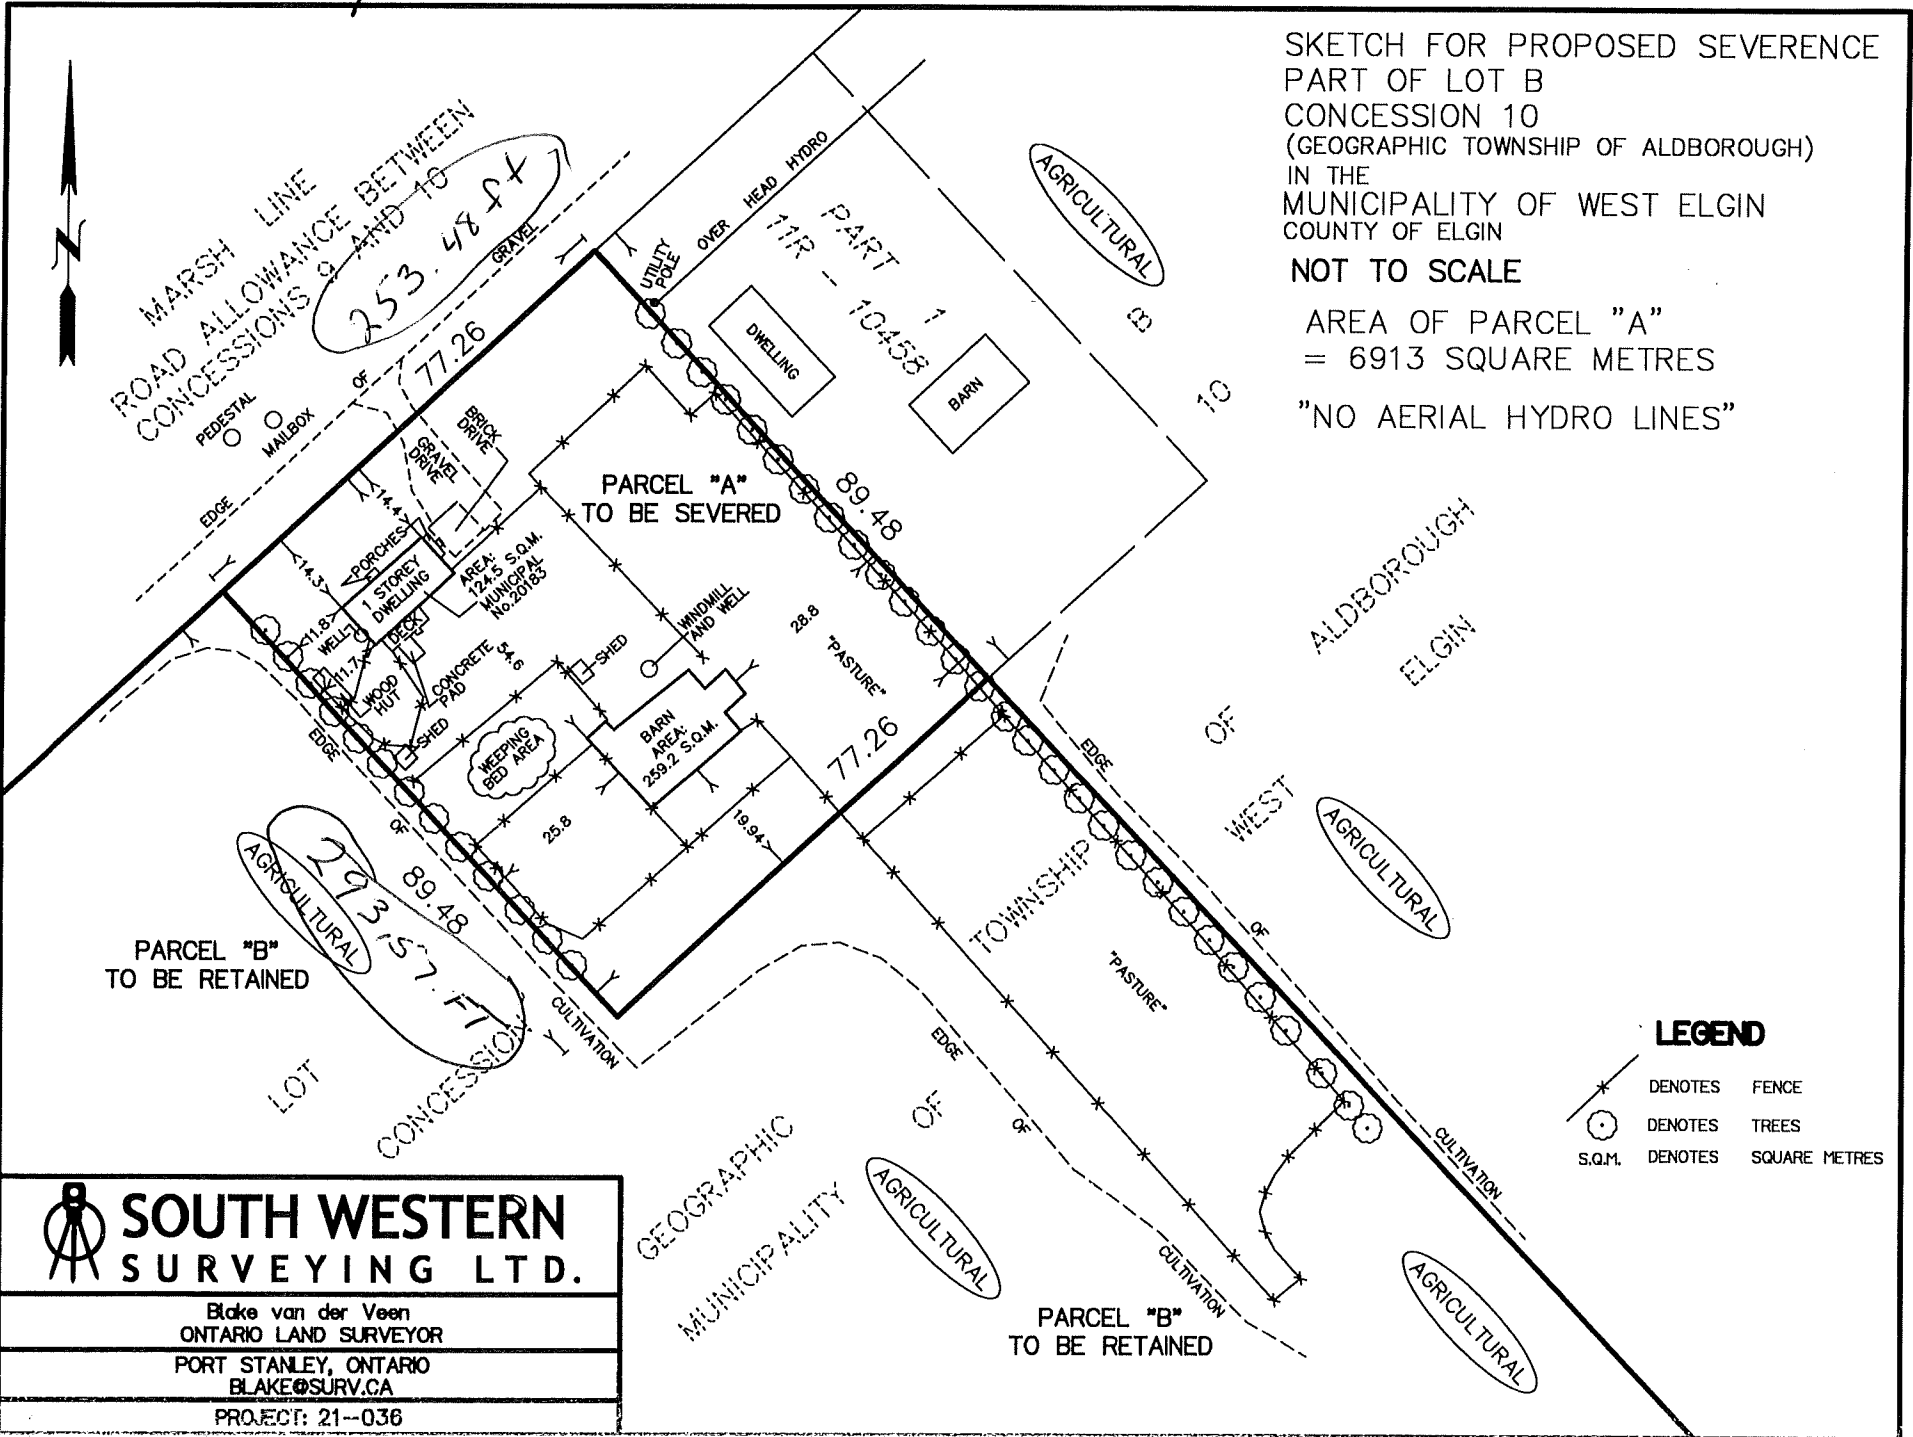 SKETCH FOR PROPOSED SEVERENCE
PART OF LOT B
CONCESSION 10
(GEOGRAPHIC TOWNSHIP OF ALDBOROUGH)
IN THE
MUNICIPALITY OF WEST ELGIN
COUNTY OF ELGIN
NOT TO SCALE
AREA OF PARCEL "A"
= 6913 SQUARE METRES
"NO AERIAL HYDRO LINES"
MARSH LINE
ROAD ALLOWANCE BETWEEN
CONCESSIONS 9 AND 10
253.48 ft
N
PEDESTAL
MAILBOX
EDGE OF GRAVEL
77.26
UTILITY
POLE
OVER HEAD HYDRO
PART 1
11R - 10458
DWELLING
BARN
AGRICULTURAL
BRICK
DRIVE
GRAVEL
DRIVE
PARCEL "A"
TO BE SEVERED
89.48
14.4
14.3
PORCHES
1 STOREY
DWELLING
AREA:
124.5 S.Q.M.
MUNICIPAL
No.20183
11.8
WELL
DECK
11.7
WOOD
HUT
CONCRETE
PAD
54.6
SHED
SHED
WINDMILL
AND WELL
28.8
"PASTURE"
WEEPING
BED AREA
BARN
AREA:
259.2 S.Q.M.
77.26
25.8
19.94
EDGE OF CULTIVATION
89.48
293.57 FT
AGRICULTURAL
PARCEL "B"
TO BE RETAINED
LOT B
CONCESSION 10
GEOGRAPHIC TOWNSHIP OF ALDBOROUGH
MUNICIPALITY OF WEST ELGIN
EDGE OF CULTIVATION
"PASTURE"
EDGE OF CULTIVATION
AGRICULTURAL
AGRICULTURAL
AGRICULTURAL
PARCEL "B"
TO BE RETAINED
LEGEND
DENOTES FENCE
DENOTES TREES
S.Q.M. DENOTES SQUARE METRES
SOUTH WESTERN
SURVEYING LTD.
Blake van der Veen
ONTARIO LAND SURVEYOR
PORT STANLEY, ONTARIO
BLAKE@SURV.CA
PROJECT: 21--036